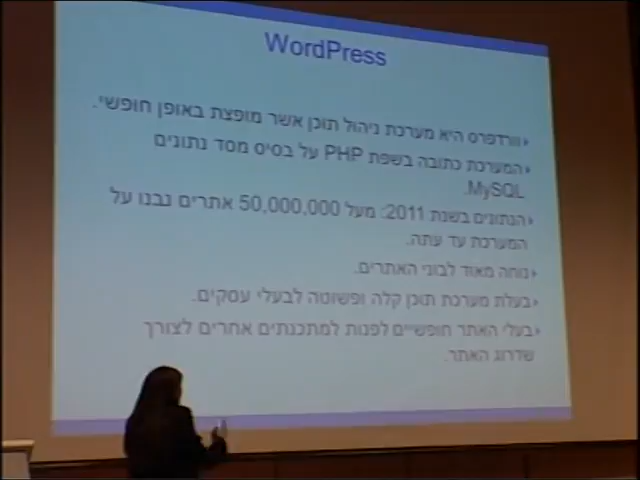 WordPress
וורדפרס היא מערכת ניהול תוכן אשר מופצת באופן חופשי.
המערכת כתובה בשפת PHP על בסיס מסד נתונים
MySQL.
הנתונים בשנת 2011: מעל 50,000,000 אתרים נבנו על
המערכת עד עתה.
נוחה מאוד לבוני האתרים.
בעלת מערכת תוכן קלה ופשוטה לבעלי עסקים.
בעלי האתר חופשיים לפנות למתכנתים אחרים לצורך
שדרוג האתר.